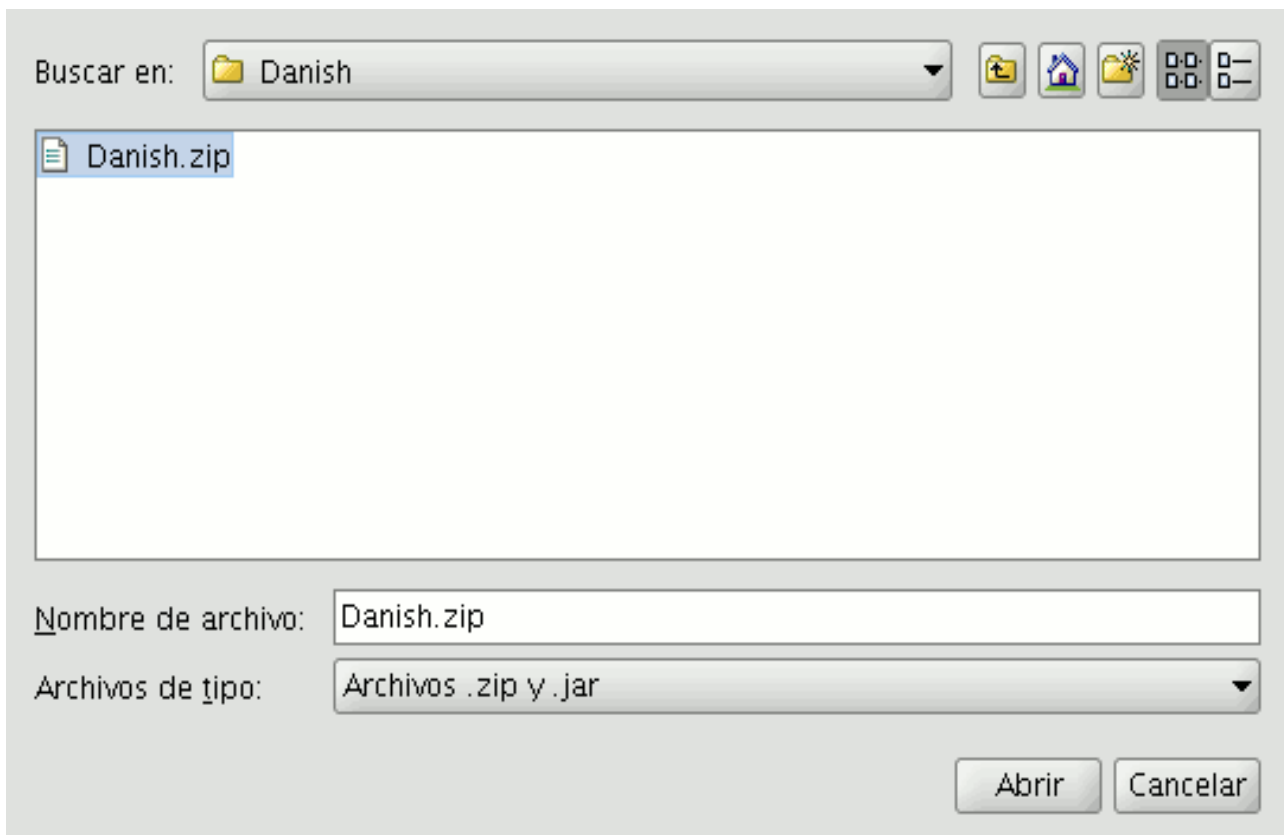 Buscar en: Danish
Danish.zip
Nombre de archivo: Danish.zip
Archivos de tipo: Archivos .zip y .jar
Abrir Cancelar